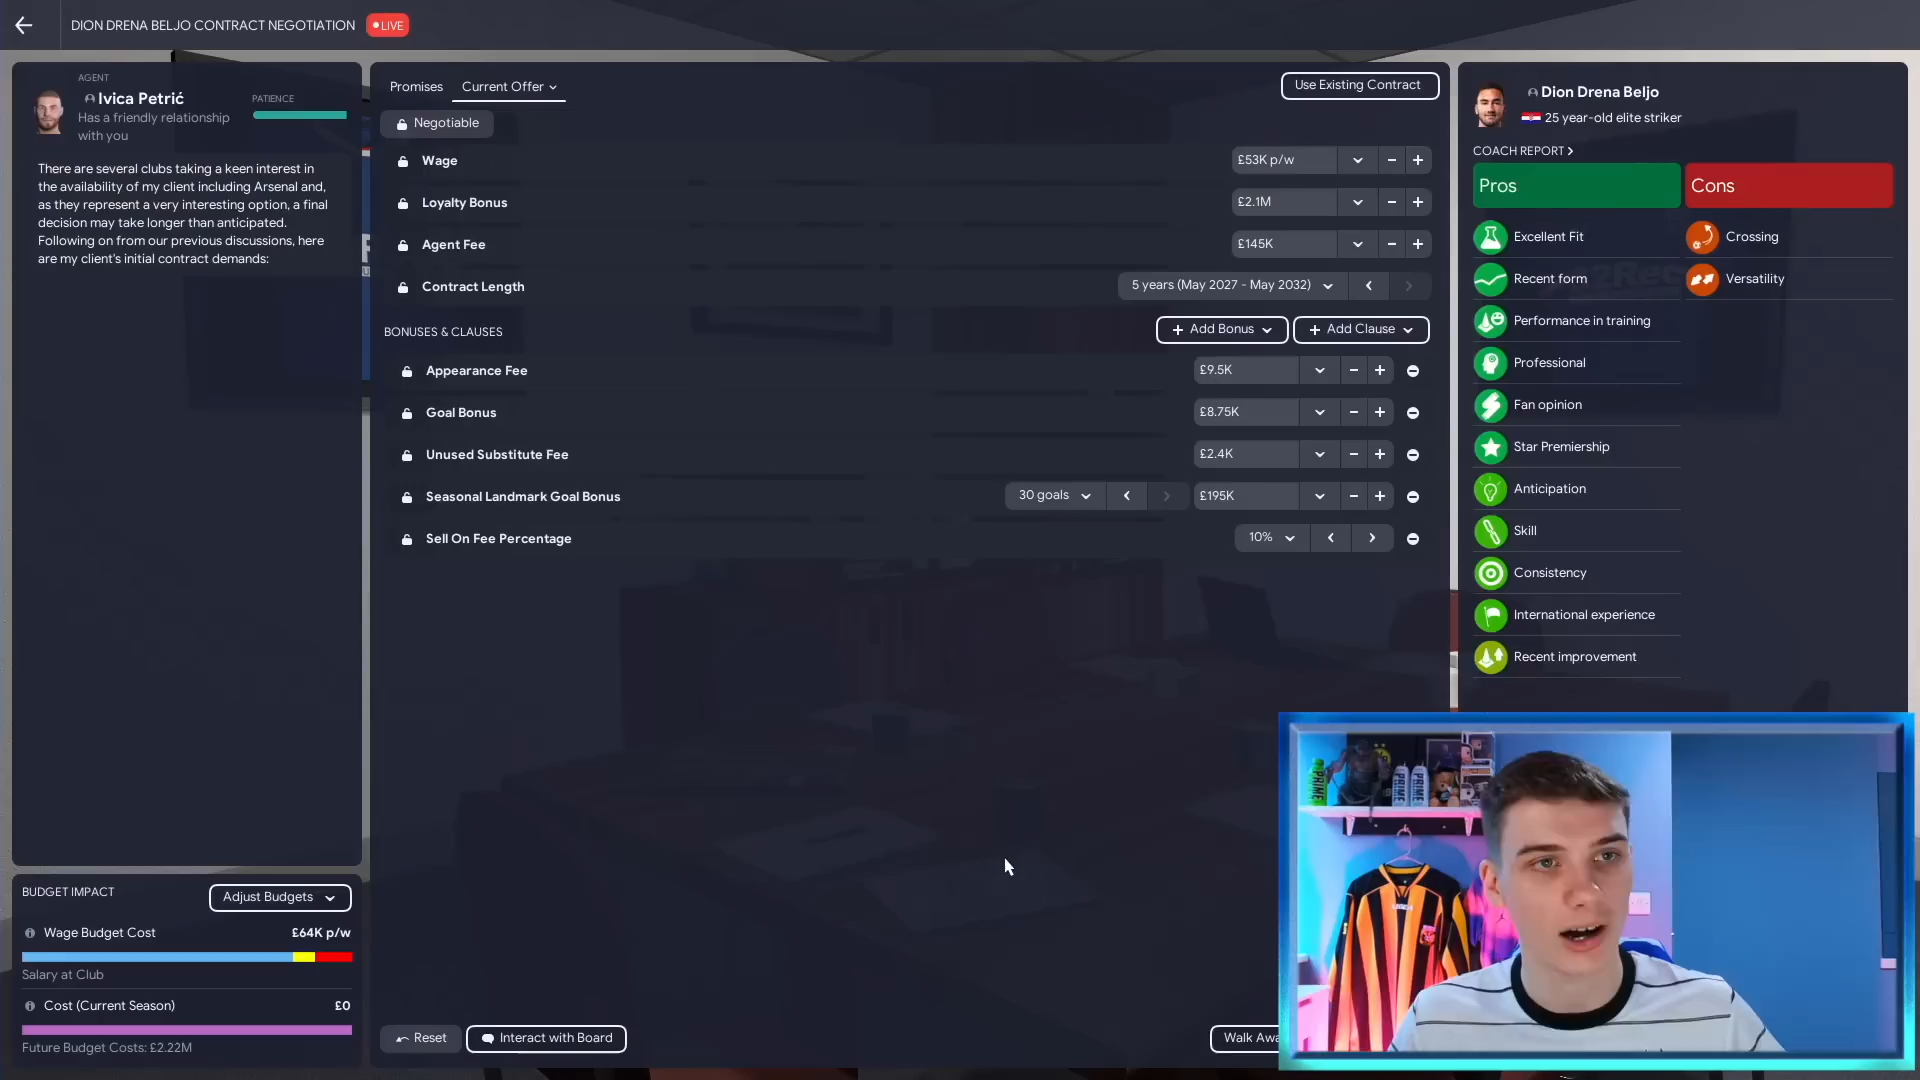 DION DRENA BELJO CONTRACT NEGOTIATION
LIVE
AGENT
Ivica Petrić
Has a friendly relationship
with you
PATIENCE
There are several clubs taking a keen interest in
the availability of my client including Arsenal and,
as they represent a very interesting option, a final
decision may take longer than anticipated.
Following on from our previous discussions, here
are my client's initial contract demands:
BUDGET IMPACT
Adjust Budgets
Wage Budget Cost £64K p/w
Salary at Club
Cost (Current Season) £0
Future Budget Costs: £2.22M
Promises Current Offer
Use Existing Contract
Negotiable
Wage £53K p/w
Loyalty Bonus £2.1M
Agent Fee £145K
Contract Length 5 years (May 2027 - May 2032)
BONUSES & CLAUSES
+ Add Bonus + Add Clause
Appearance Fee £9.5K
Goal Bonus £8.75K
Unused Substitute Fee £2.4K
Seasonal Landmark Goal Bonus 30 goals £195K
Sell On Fee Percentage 10%
Reset
Interact with Board
Walk Awa
Dion Drena Beljo
25 year-old elite striker
COACH REPORT
Pros
Excellent Fit
Recent form
Performance in training
Professional
Fan opinion
Star Premiership
Anticipation
Skill
Consistency
International experience
Recent improvement
Cons
Crossing
Versatility
PRIME
PRIME
PRIME